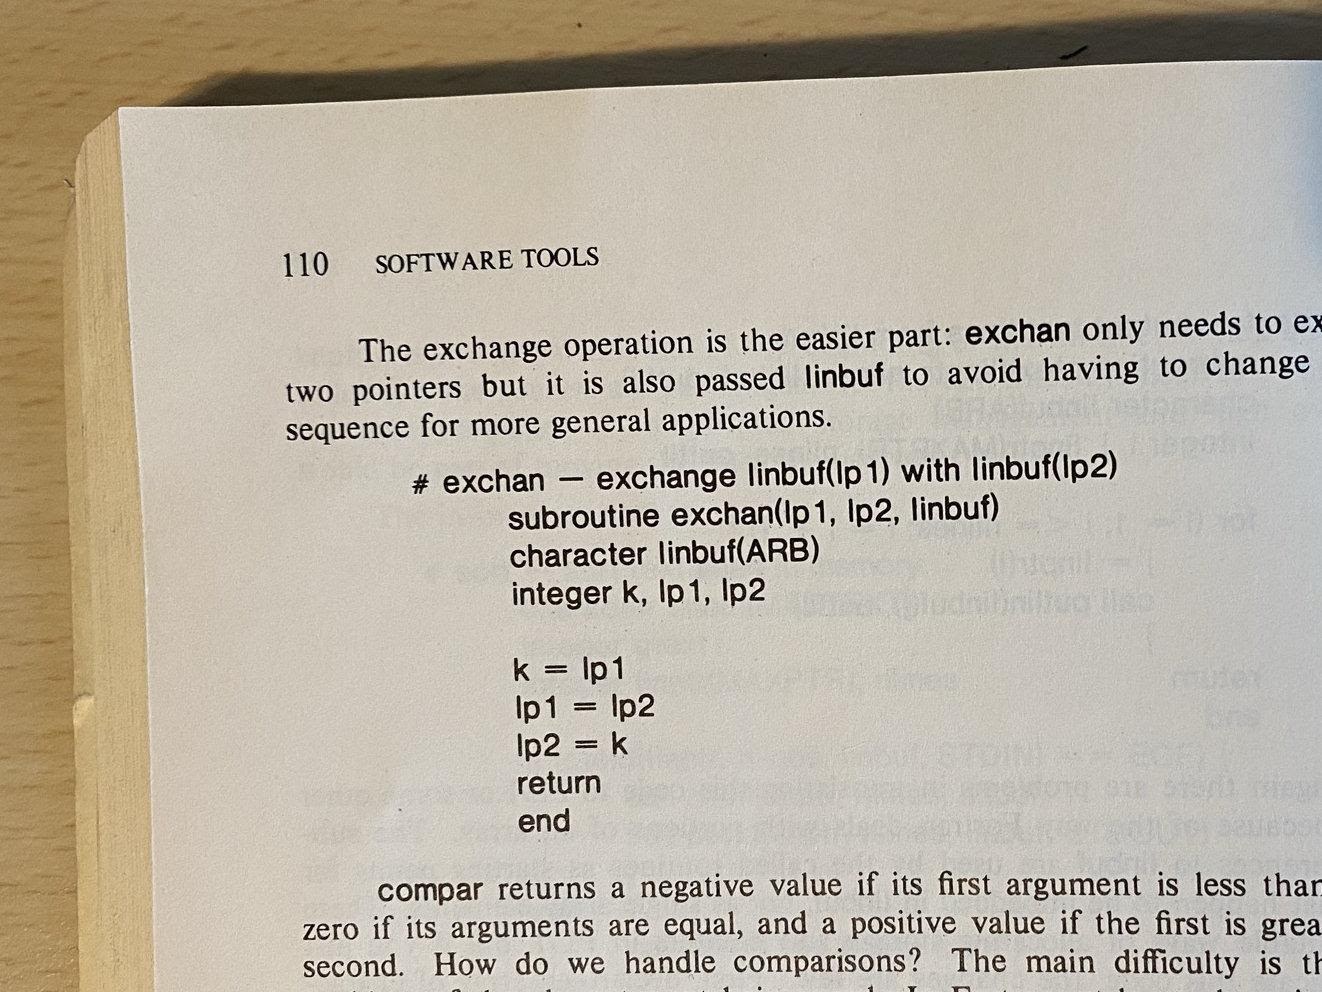 110 SOFTWARE TOOLS
The exchange operation is the easier part: exchan only needs to ex
two pointers but it is also passed linbuf to avoid having to change
sequence for more general applications.
# exchan — exchange linbuf(lp1) with linbuf(lp2)
subroutine exchan(lp1, lp2, linbuf)
character linbuf(ARB)
integer k, lp1, lp2
k = lp1
lp1 = lp2
lp2 = k
return
end
compar returns a negative value if its first argument is less than
zero if its arguments are equal, and a positive value if the first is grea
second. How do we handle comparisons? The main difficulty is th